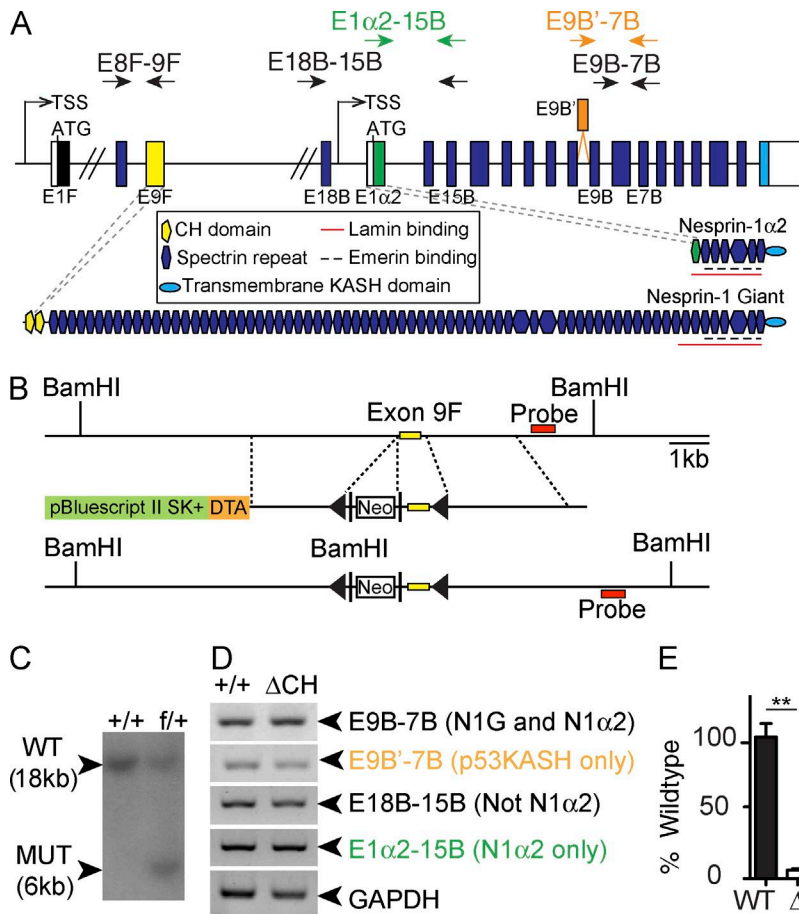 A
E1α2-15B
E9B'-7B
E8F-9F
E18B-15B
E9B-7B
TSS
TSS
E9B'
ATG
ATG
E1F
E9F
E18B
E1α2
E15B
E9B
E7B
CH domain
Lamin binding
Spectrin repeat
Emerin binding
Transmembrane KASH domain
Nesprin-1α2
Nesprin-1 Giant
B
BamHI
BamHI
Exon 9F
Probe
1kb
pBluescript II SK+
DTA
Neo
BamHI
BamHI
BamHI
Neo
Probe
C
+/+
f/+
WT
(18kb)
MUT
(6kb)
D
+/+
ΔCH
E9B-7B (N1G and N1α2)
E9B'-7B (p53KASH only)
E18B-15B (Not N1α2)
E1α2-15B (N1α2 only)
GAPDH
E
**
% Wildtype
100
50
0
WT
Δ